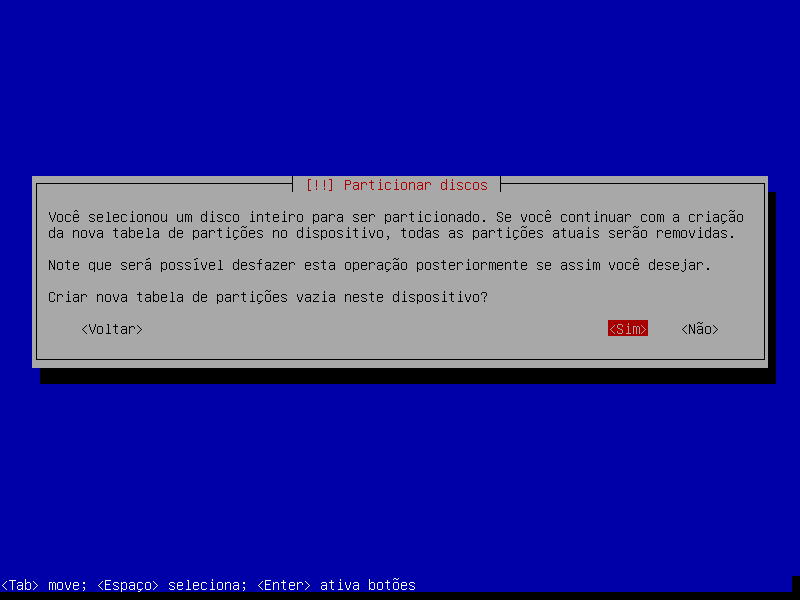 [!!] Particionar discos
Você selecionou um disco inteiro para ser particionado. Se você continuar com a criação
da nova tabela de partições no dispositivo, todas as partições atuais serão removidas.
Note que será possível desfazer esta operação posteriormente se assim você desejar.
Criar nova tabela de partições vazia neste dispositivo?
<Voltar> <Sim> <Não>
<Tab> move; <Espaço> seleciona; <Enter> ativa botões